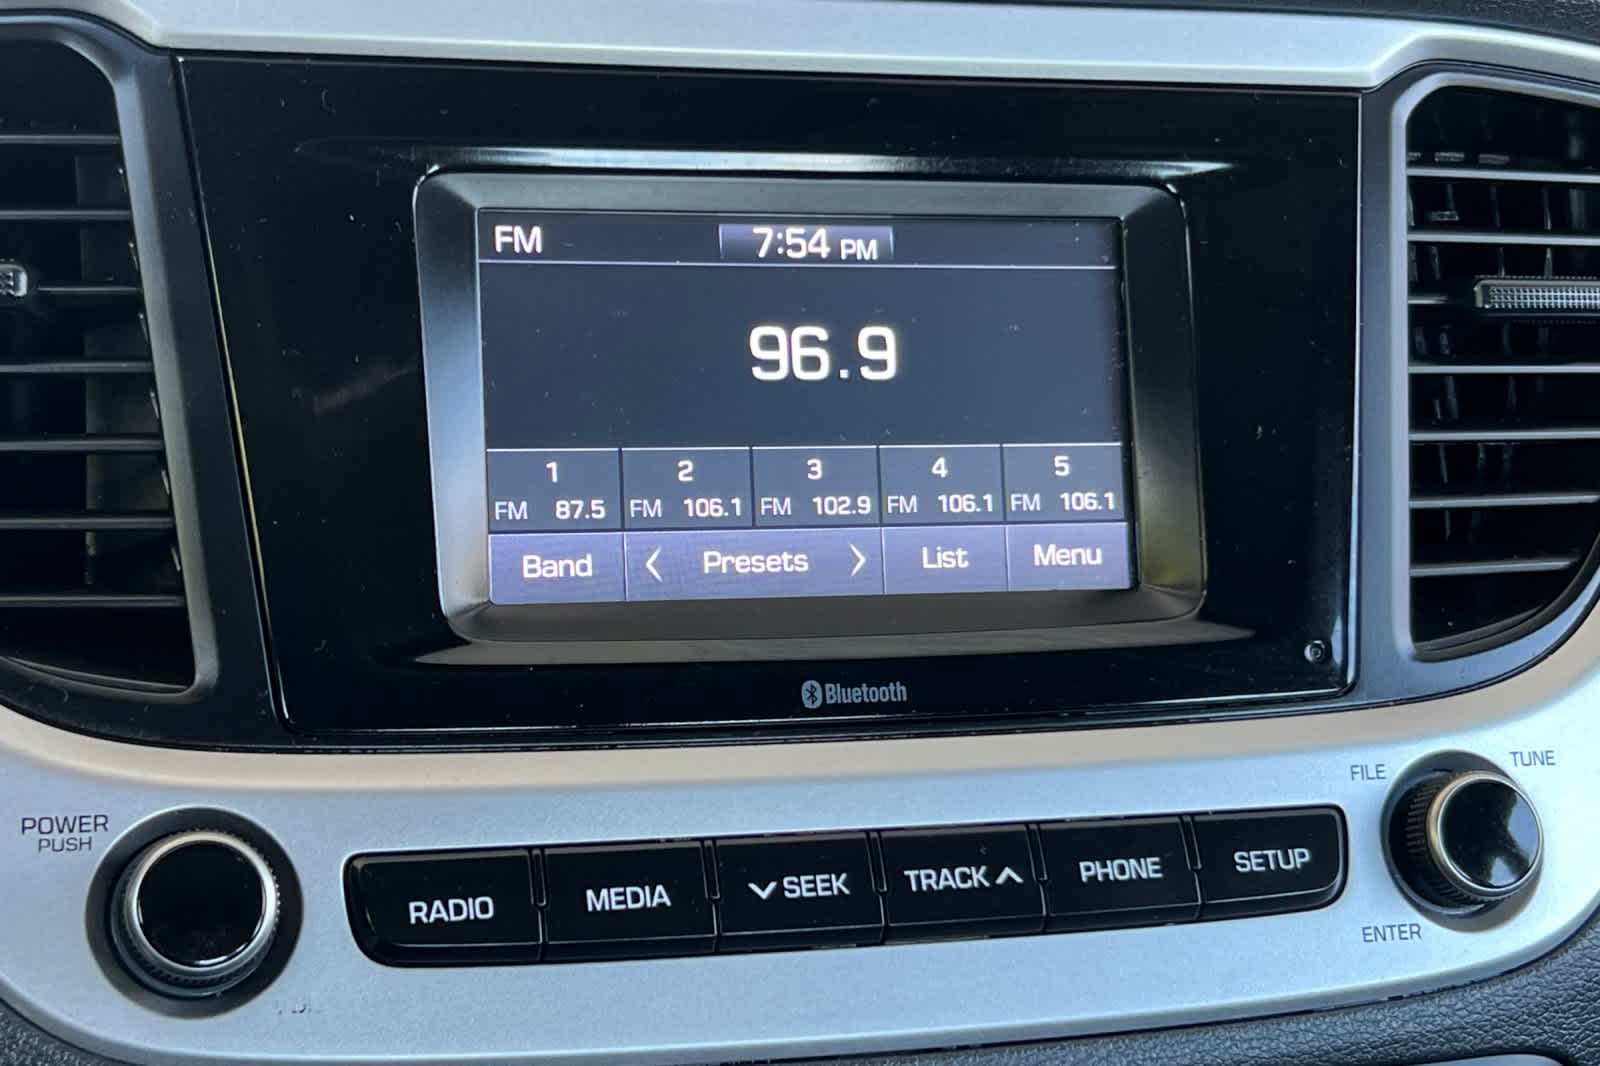 FM 7:54 PM
96.9
1 2 3 4 5
FM 87.5 FM 106.1 FM 102.9 FM 106.1 FM 106.1
Band < Presets > List Menu
Bluetooth
POWER
PUSH
RADIO MEDIA ∨ SEEK TRACK ∧ PHONE SETUP
FILE TUNE
ENTER